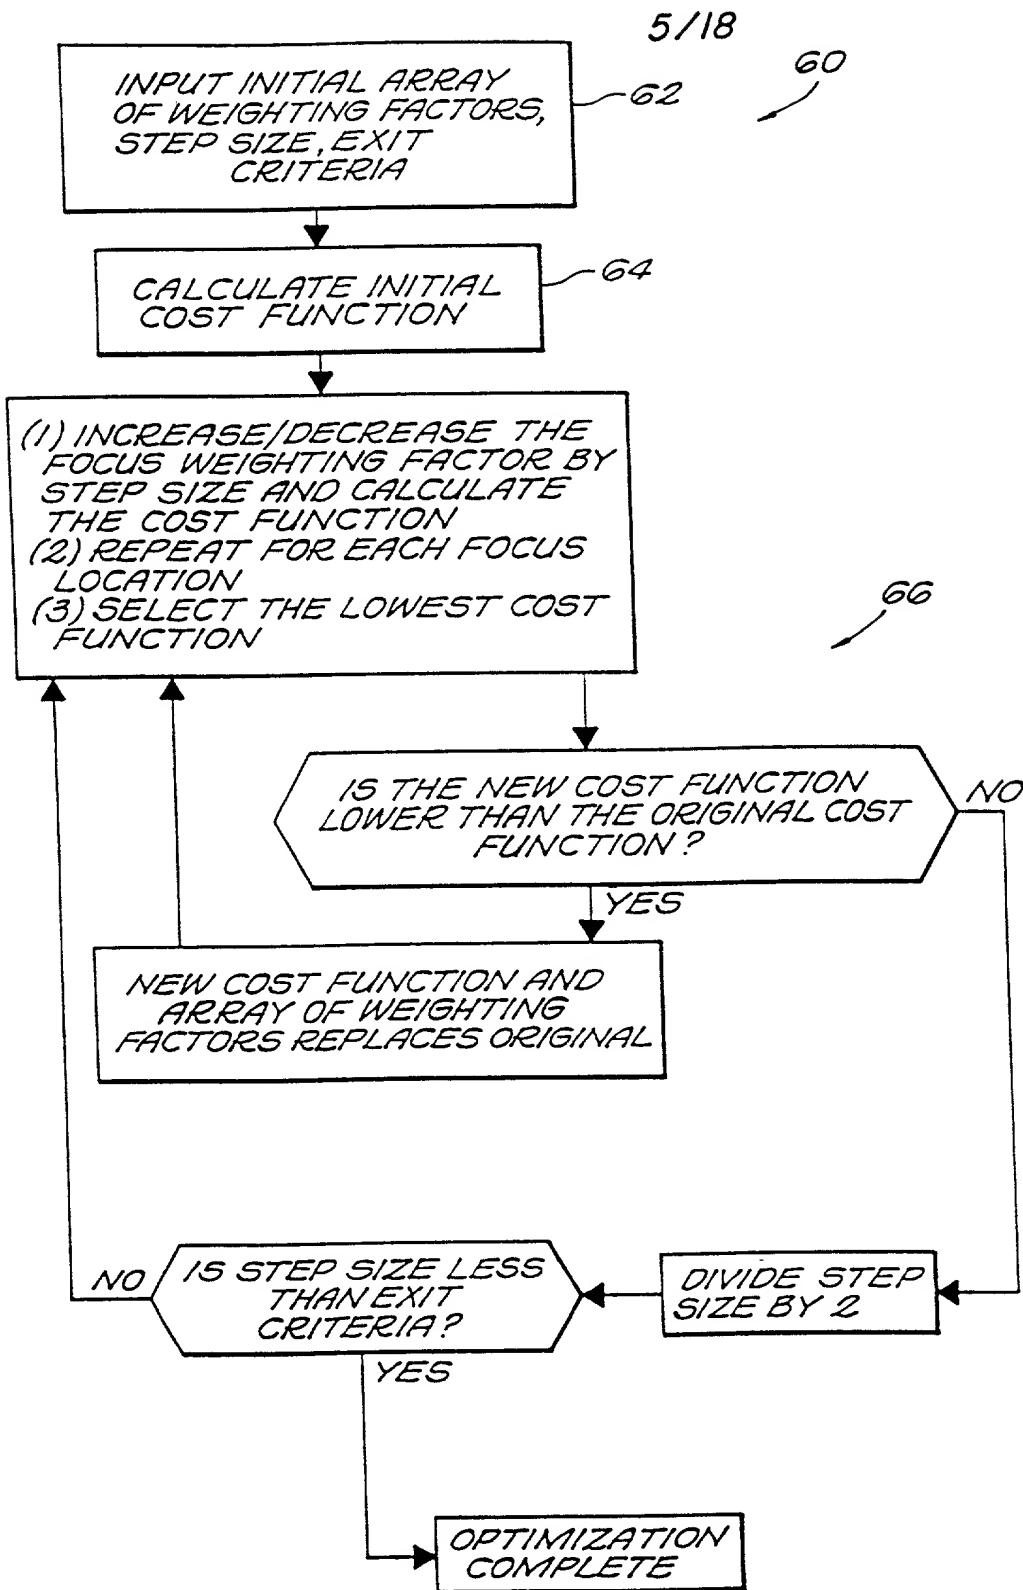 5/18
60
INPUT INITIAL ARRAY
OF WEIGHTING FACTORS,
STEP SIZE, EXIT
CRITERIA
62
CALCULATE INITIAL
COST FUNCTION
64
(1) INCREASE/DECREASE THE
FOCUS WEIGHTING FACTOR BY
STEP SIZE AND CALCULATE
THE COST FUNCTION
(2) REPEAT FOR EACH FOCUS
LOCATION
(3) SELECT THE LOWEST COST
FUNCTION
66
IS THE NEW COST FUNCTION
LOWER THAN THE ORIGINAL COST
FUNCTION?
NO
YES
NEW COST FUNCTION AND
ARRAY OF WEIGHTING
FACTORS REPLACES ORIGINAL
DIVIDE STEP
SIZE BY 2
IS STEP SIZE LESS
THAN EXIT
CRITERIA?
NO
YES
OPTIMIZATION
COMPLETE